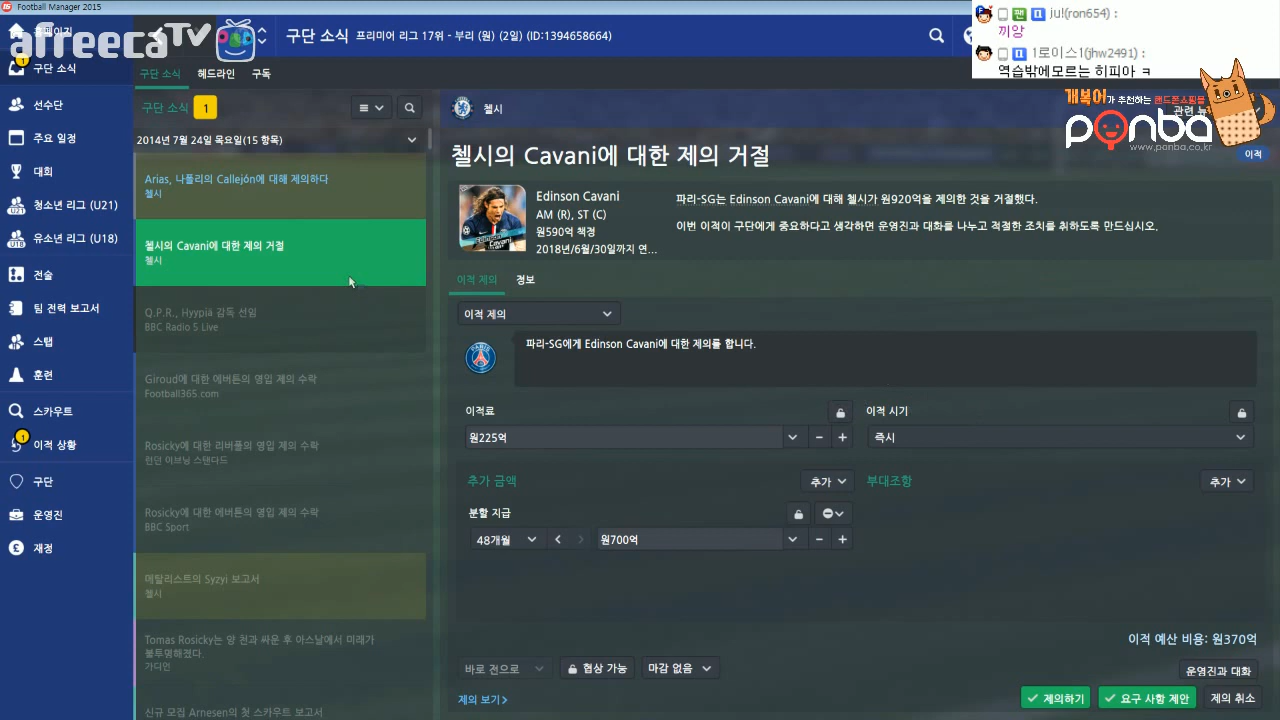 Football Manager 2015
afreecaTV
구단 소식
프리미어 리그 17위 - 부리 (원) (2일) (ID:1394658664)
팬 ju!(ron654) :
끼앙
1로이스1(jhw2491) :
역습밖에모르는 히피아 ㅋ
개복어가 추천하는 핸드폰쇼핑몰
ponba
www.ponba.co.kr
1
구단 소식
선수단
주요 일정
대회
U21
청소년 리그 (U21)
U18
유소년 리그 (U18)
전술
팀 전력 보고서
스탭
훈련
스카우트
1
이적 상황
구단
운영진
재정
구단 소식
헤드라인
구독
구단 소식
1
2014년 7월 24일 목요일(15 항목)
Arias, 나폴리의 Callejón에 대해 제의하다
첼시
첼시의 Cavani에 대한 제의 거절
첼시
Q.P.R., Hyypiä 감독 선임
BBC Radio 5 Live
Giroud에 대한 에버튼의 영입 제의 수락
Football365.com
Rosicky에 대한 리버풀의 영입 제의 수락
런던 이브닝 스탠다드
Rosicky에 대한 에버튼의 영입 제의 수락
BBC Sport
메탈리스트의 Syzyi 보고서
첼시
Tomas Rosicky는 양 천과 싸운 후 아스날에서 미래가
불투명해졌다.
가디언
신규 모집 Arnesen의 첫 스카우트 보고서
첼시
관련 뉴
이적
첼시의 Cavani에 대한 제의 거절
Edinson Cavani
AM (R), ST (C)
원590억 책정
2018년/6월/30일까지 연...
파리-SG는 Edinson Cavani에 대해 첼시가 원920억을 제의한 것을 거절했다.
이번 이적이 구단에게 중요하다고 생각하면 운영진과 대화를 나누고 적절한 조치를 취하도록 만드십시오.
이적 제의
정보
이적 제의
파리-SG에게 Edinson Cavani에 대한 제의를 합니다.
이적료
원225억
이적 시기
즉시
추가 금액
추가
부대조항
추가
분할 지급
48개월
원700억
이적 예산 비용: 원370억
바로 전으로
협상 가능
마감 없음
운영진과 대화
제의 보기
제의하기
요구 사항 제안
제의 취소